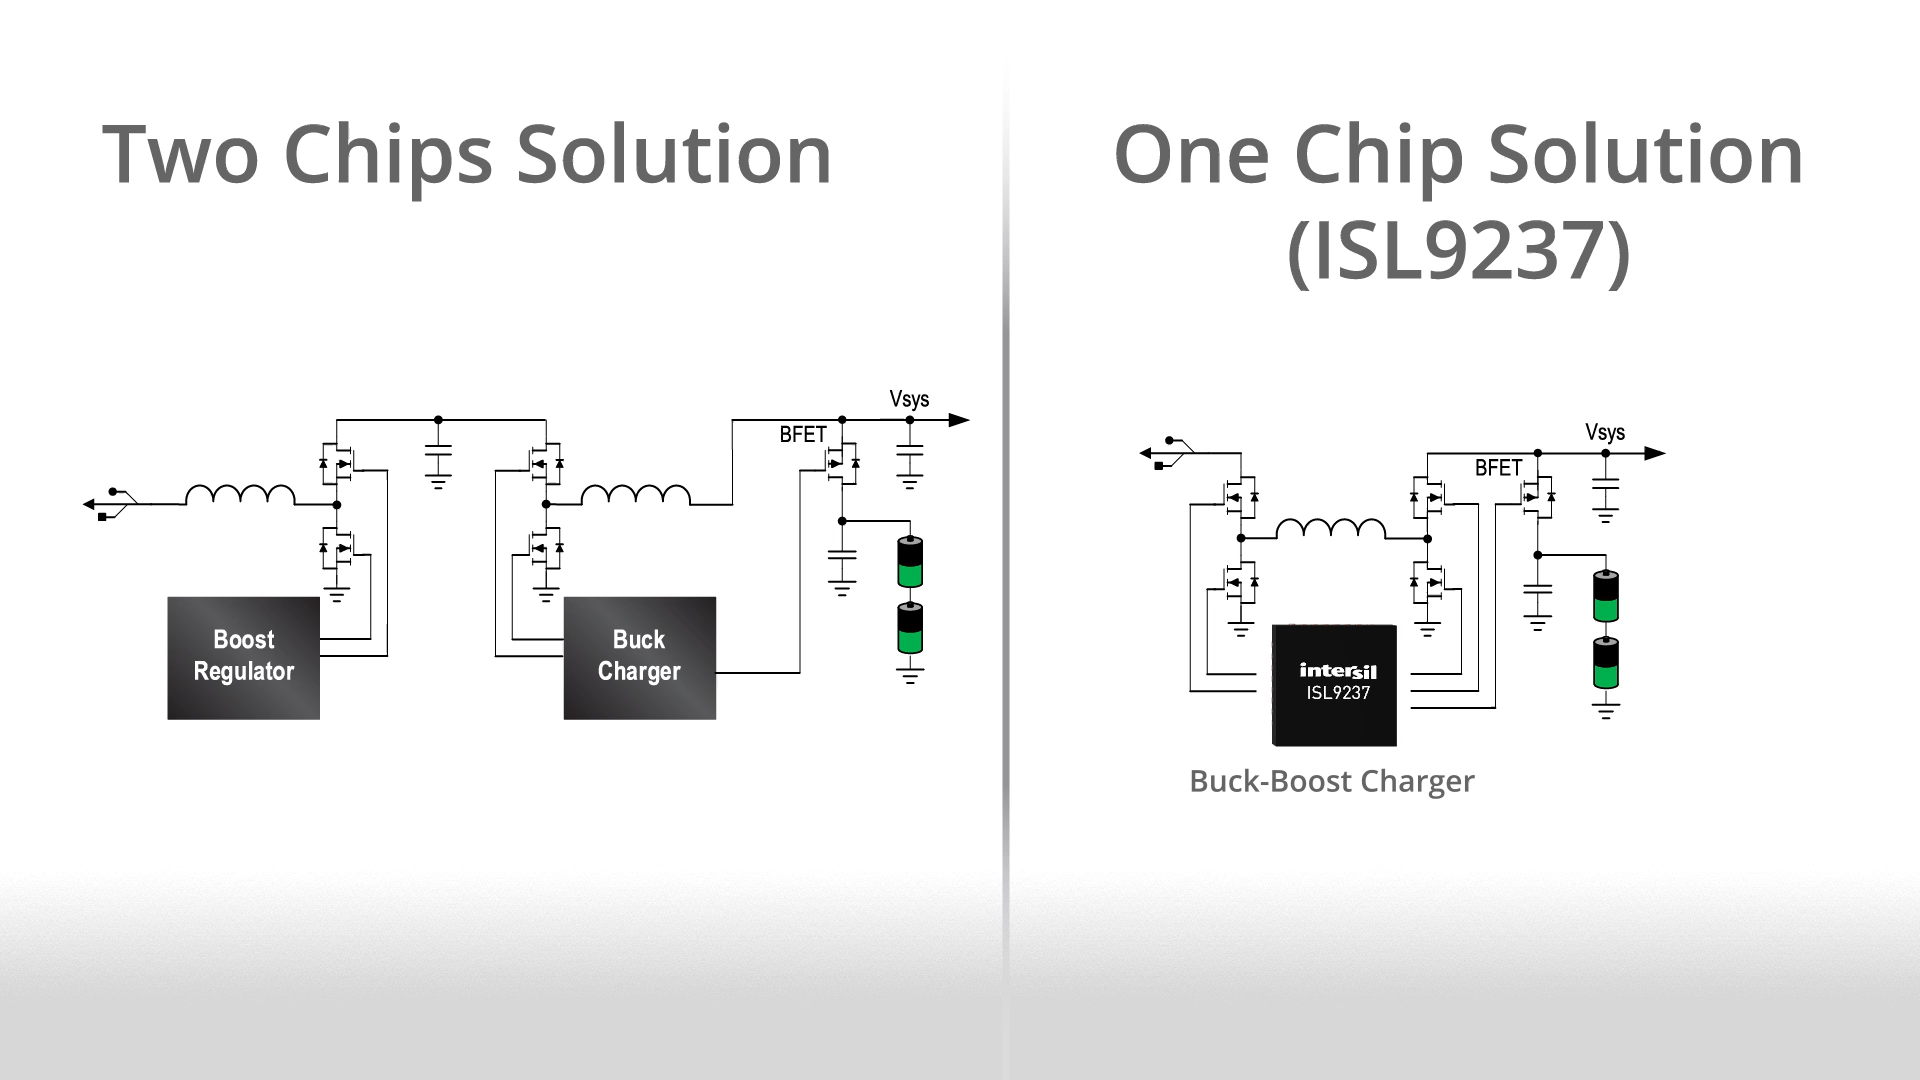 Two Chips Solution
Vsys
BFET
Boost
Regulator
Buck
Charger
One Chip Solution
(ISL9237)
Vsys
BFET
intersil
ISL9237
Buck-Boost Charger